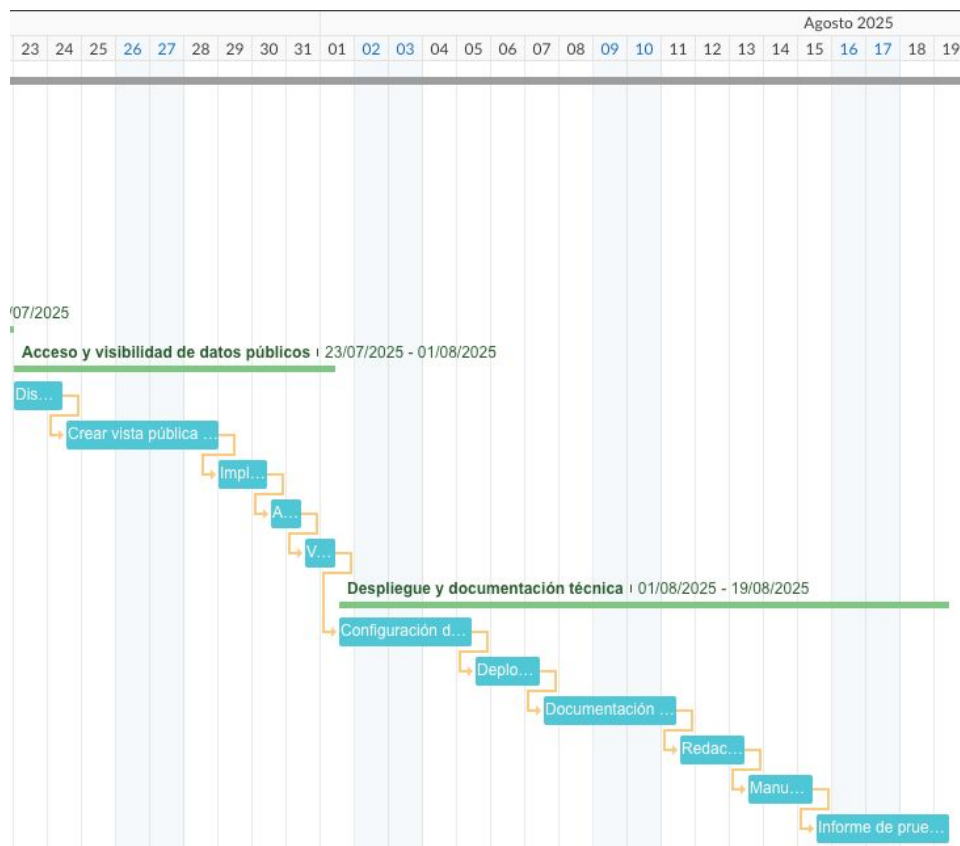 Agosto 2025
23 24 25 26 27 28 29 30 31 01 02 03 04 05 06 07 08 09 10 11 12 13 14 15 16 17 18 19
/07/2025
Acceso y visibilidad de datos públicos 23/07/2025 - 01/08/2025
Dis...
Crear vista pública ...
Impl...
A...
V...
Despliegue y documentación técnica 01/08/2025 - 19/08/2025
Configuración d...
Deplo...
Documentación ...
Redac...
Manu...
Informe de prue...